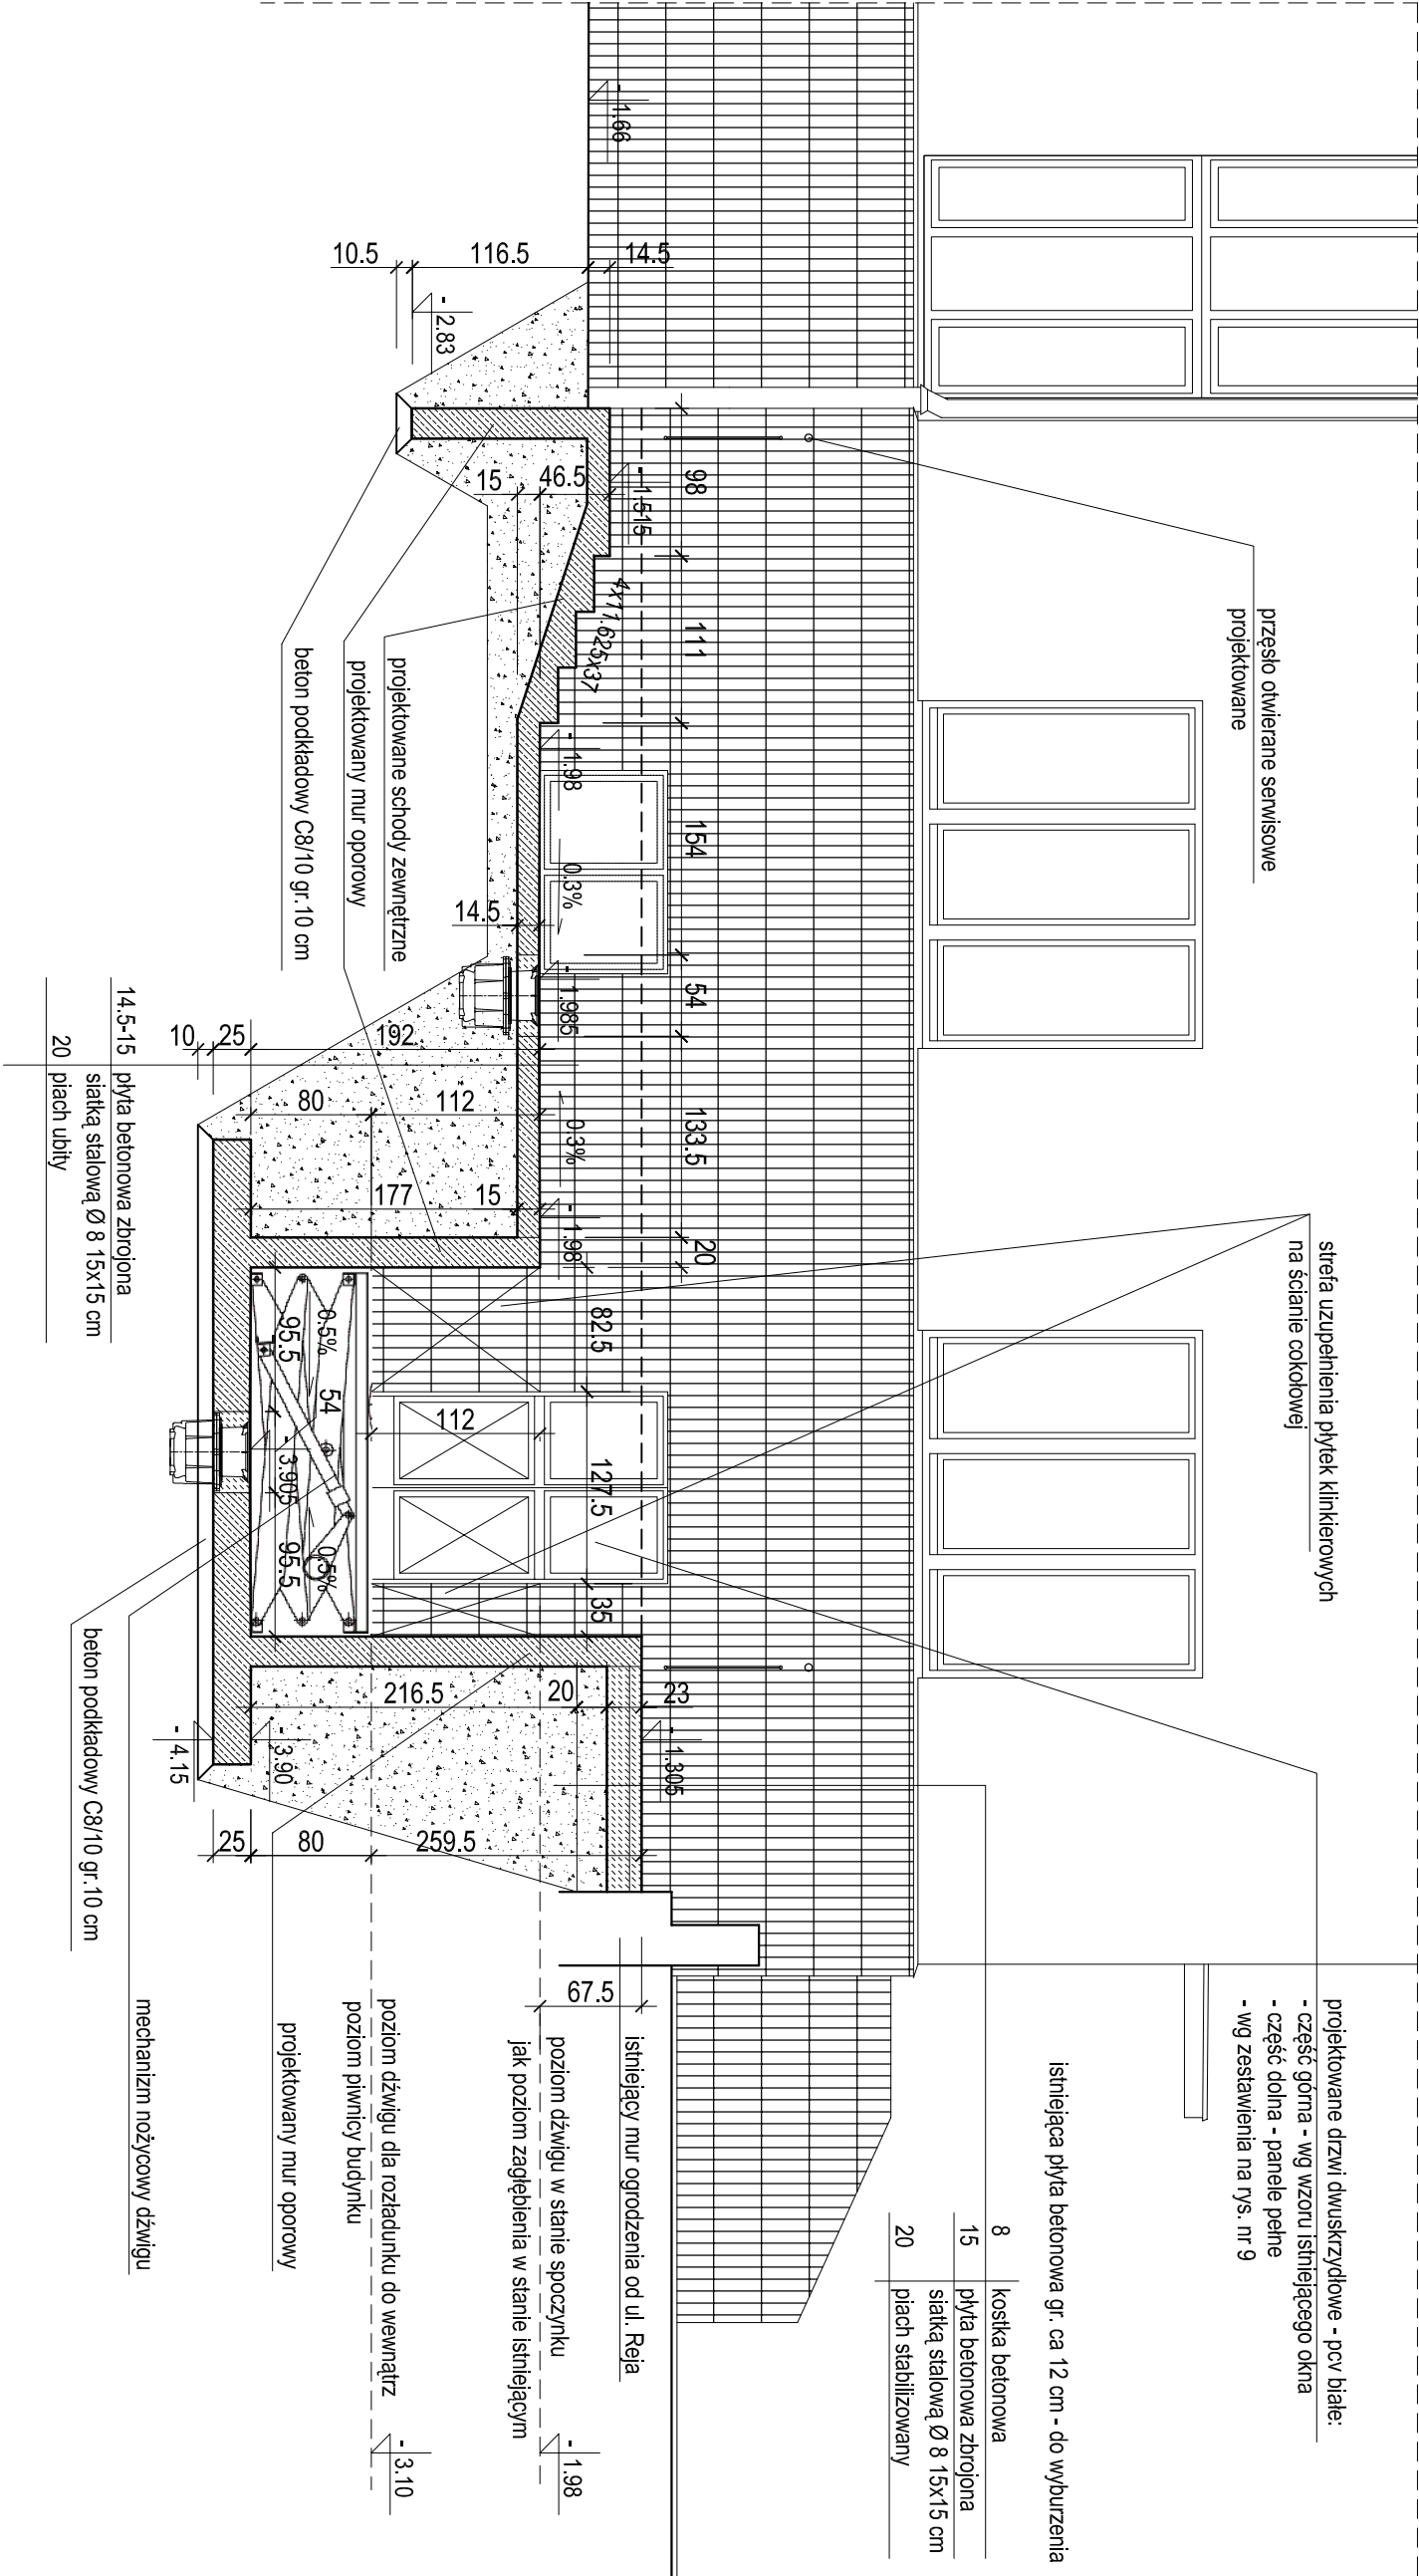 przęsło otwierane serwisowe
projektowane
strefa uzupełnienia płytek klinkierowych
na ścianie cokołowej
projektowane drzwi dwuskrzydłowe - pcv białe:
- część górna - wg wzoru istniejącego okna
- część dolna - panele pełne
- wg zestawienia na rys. nr 9
istniejąca płyta betonowa gr. ca 12 cm - do wyburzenia
8 kostka betonowa
15 płyta betonowa zbrojona
siatką stalową Ø 8 15x15 cm
20 piach stabilizowany
- 1.66
98
111
154
54
133.5
20
14.5
116.5
10.5
- 2.83
- 1.515
46.5
15
4x11.625x37
- 1.98
0.3%
14.5
- 1.985
0.3%
- 1.98
192
25
10
112
80
15
177
82.5
127.5
35
112
0.5%
95.5
54
- 3.905
0.5%
95.5
23
20
216.5
- 1.305
- 3.90
- 4.15
259.5
80
25
67.5
istniejący mur ogrodzenia od ul. Reja
poziom dźwigu w stanie spoczynku
jak poziom zagłębienia w stanie istniejącym
- 1.98
poziom dźwigu dla rozładunku do wewnątrz
poziom piwnicy budynku
- 3.10
projektowane schody zewnętrzne
projektowany mur oporowy
beton podkładowy C8/10 gr.10 cm
14.5-15 płyta betonowa zbrojona
siatką stalową Ø 8 15x15 cm
20 piach ubity
projektowany mur oporowy
mechanizm nożycowy dźwigu
beton podkładowy C8/10 gr.10 cm